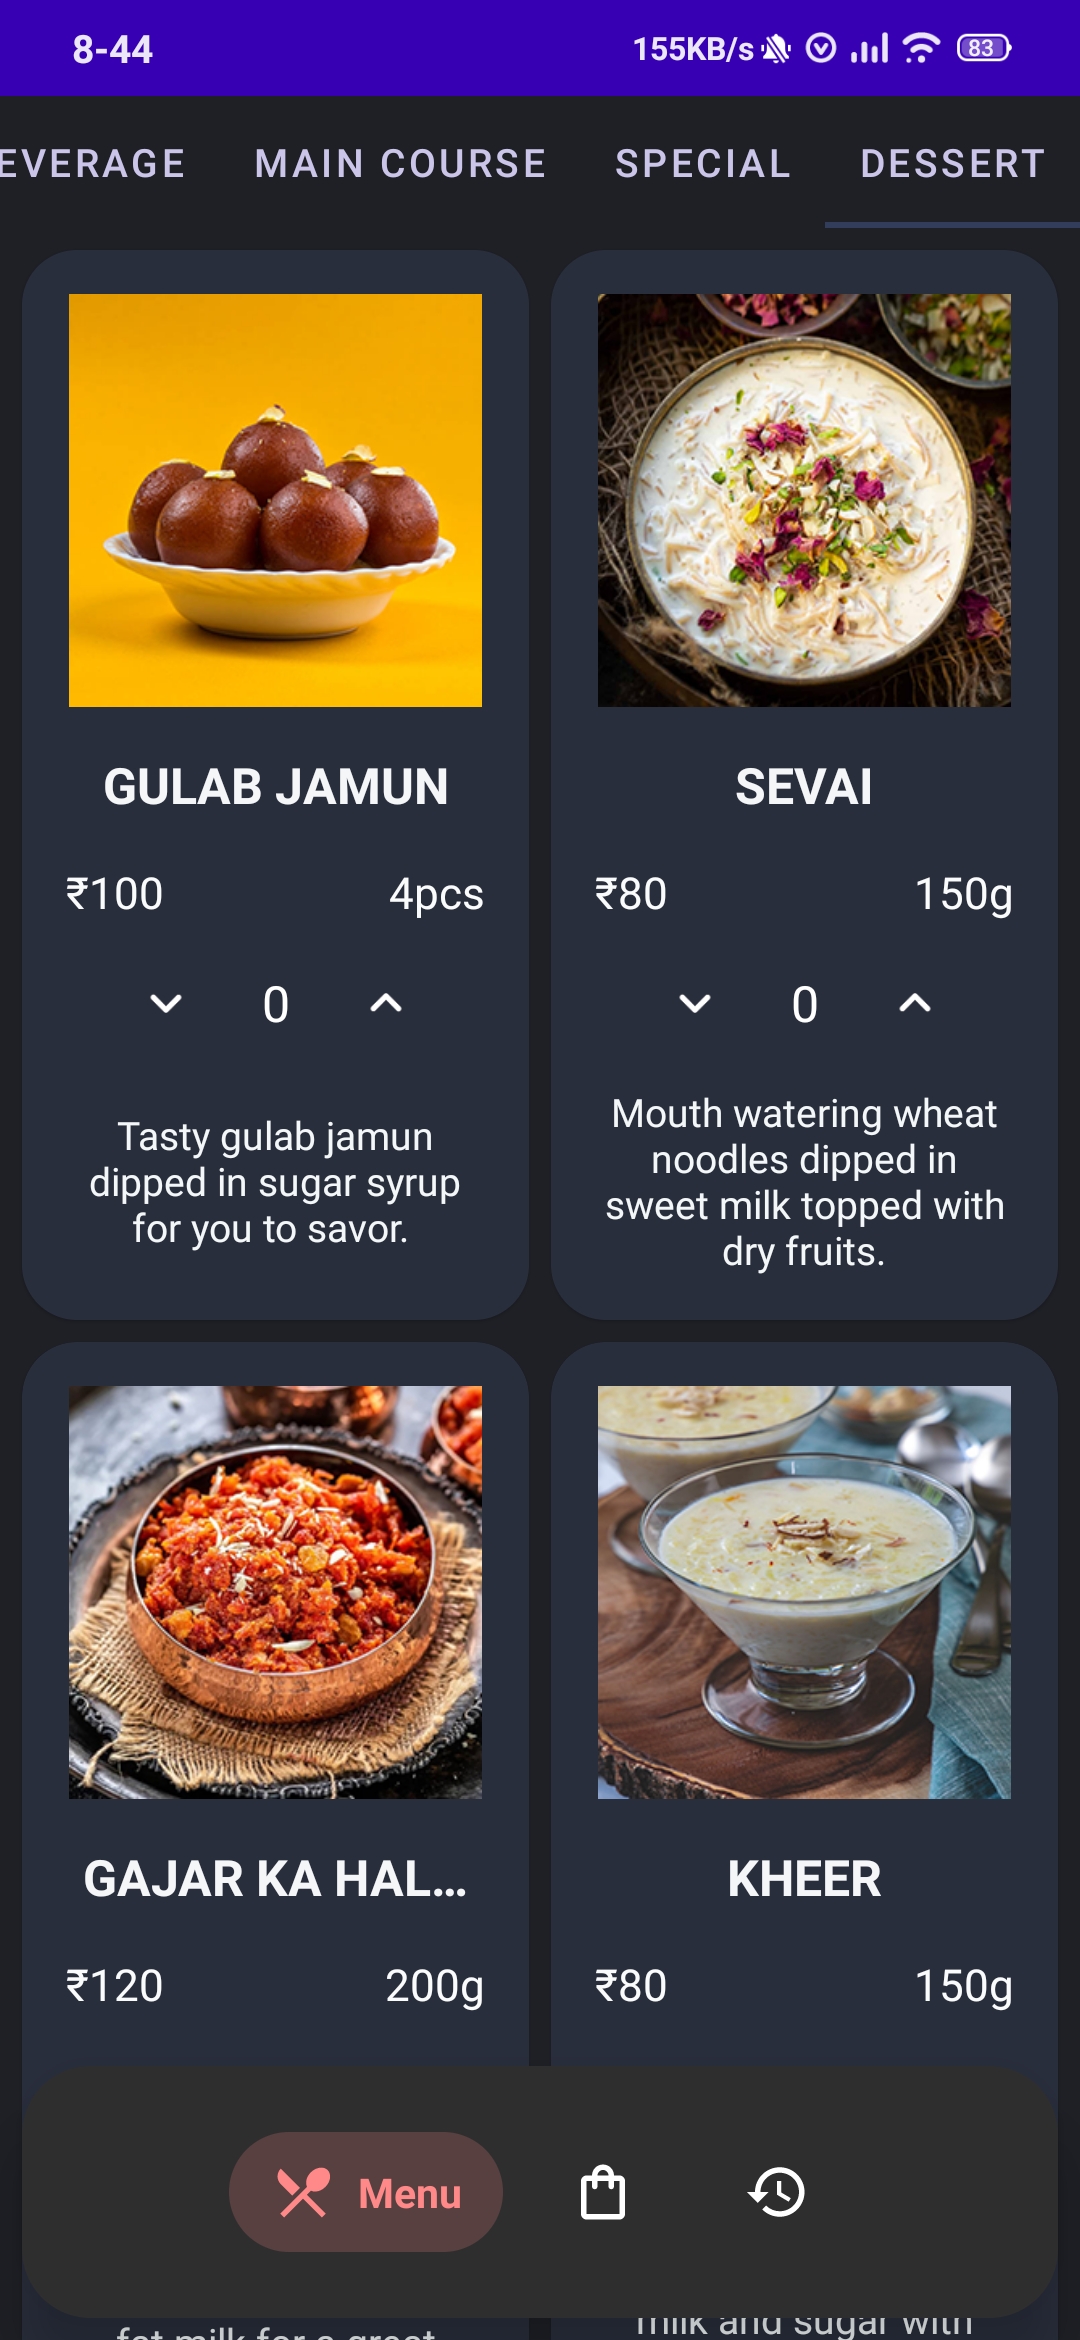 8-44 155KB/s 83
EVERAGE MAIN COURSE SPECIAL DESSERT
GULAB JAMUN
₹100 4pcs
0
Tasty gulab jamun
dipped in sugar syrup
for you to savor.
SEVAI
₹80 150g
0
Mouth watering wheat
noodles dipped in
sweet milk topped with
dry fruits.
GAJAR KA HAL...
₹120 200g
KHEER
₹80 150g
Menu
fat milk for a great
milk and sugar with